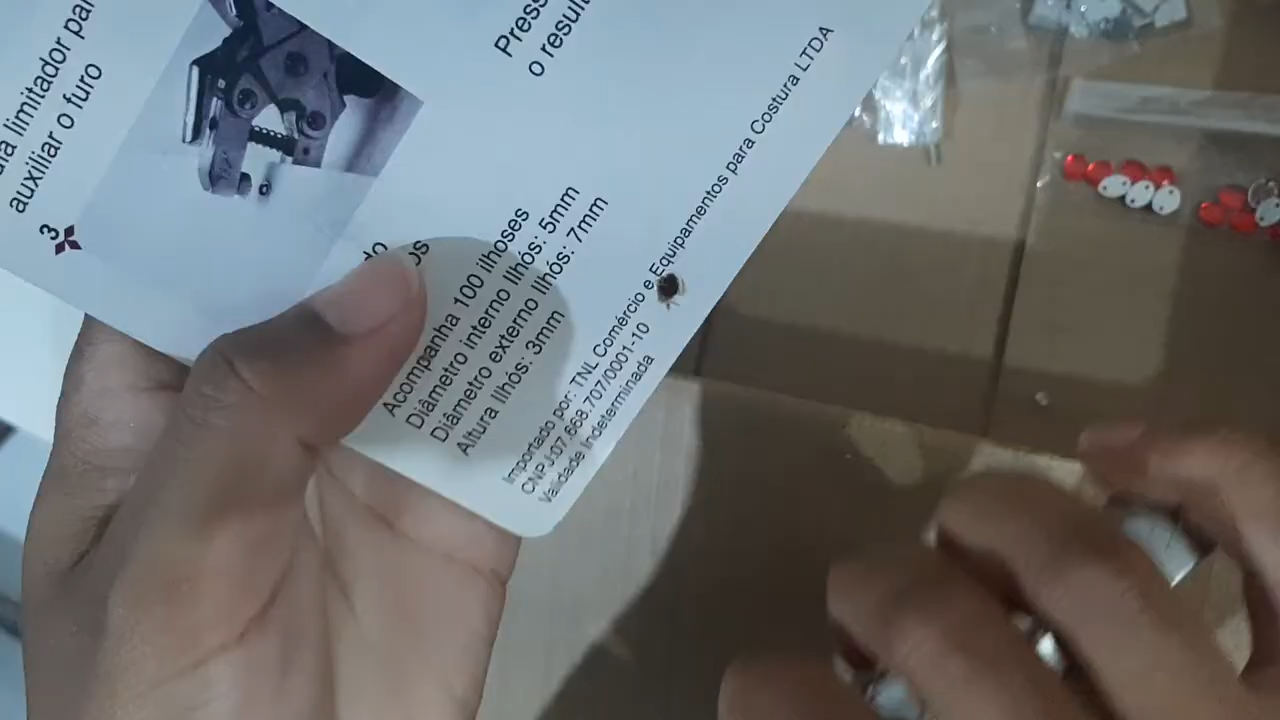 limitador
auxiliar o furo
3
Press
o
Acompanha 100 ilhoses
Diâmetro interno Ilhós: 5mm
Diâmetro externo Ilhós: 7mm
Altura Ilhós: 3mm
Importado por: TNL Comércio e Equipamentos para Costura LTDA
CNPJ:07.668.707/0001-10
Validade Indeterminada